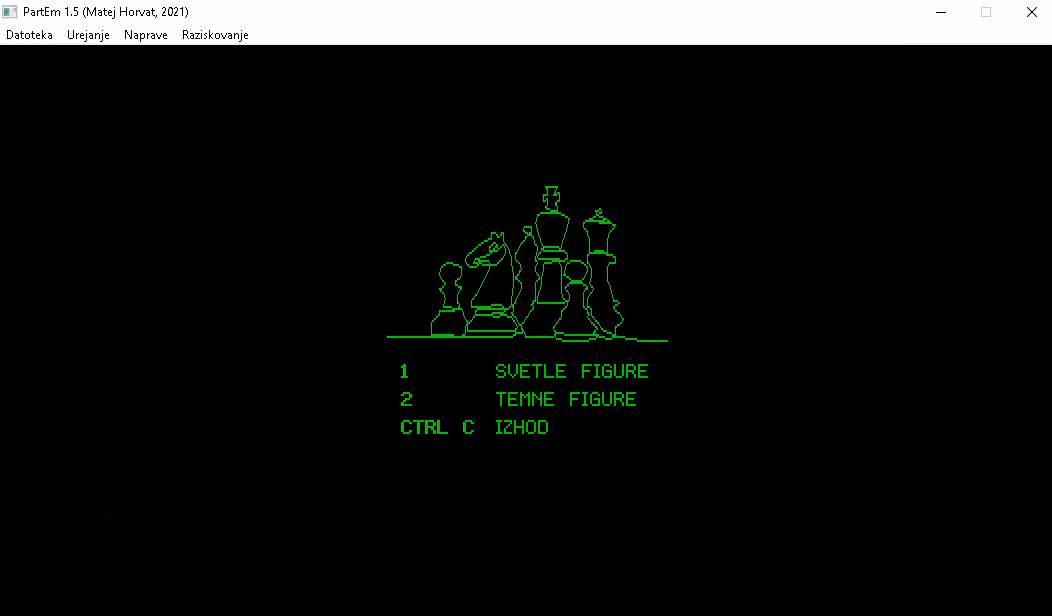 PartEm 1.5 (Matej Horvat, 2021)
Datoteka Urejanje Naprave Raziskovanje
1 SVETLE FIGURE
2 TEMNE FIGURE
CTRL C IZHOD